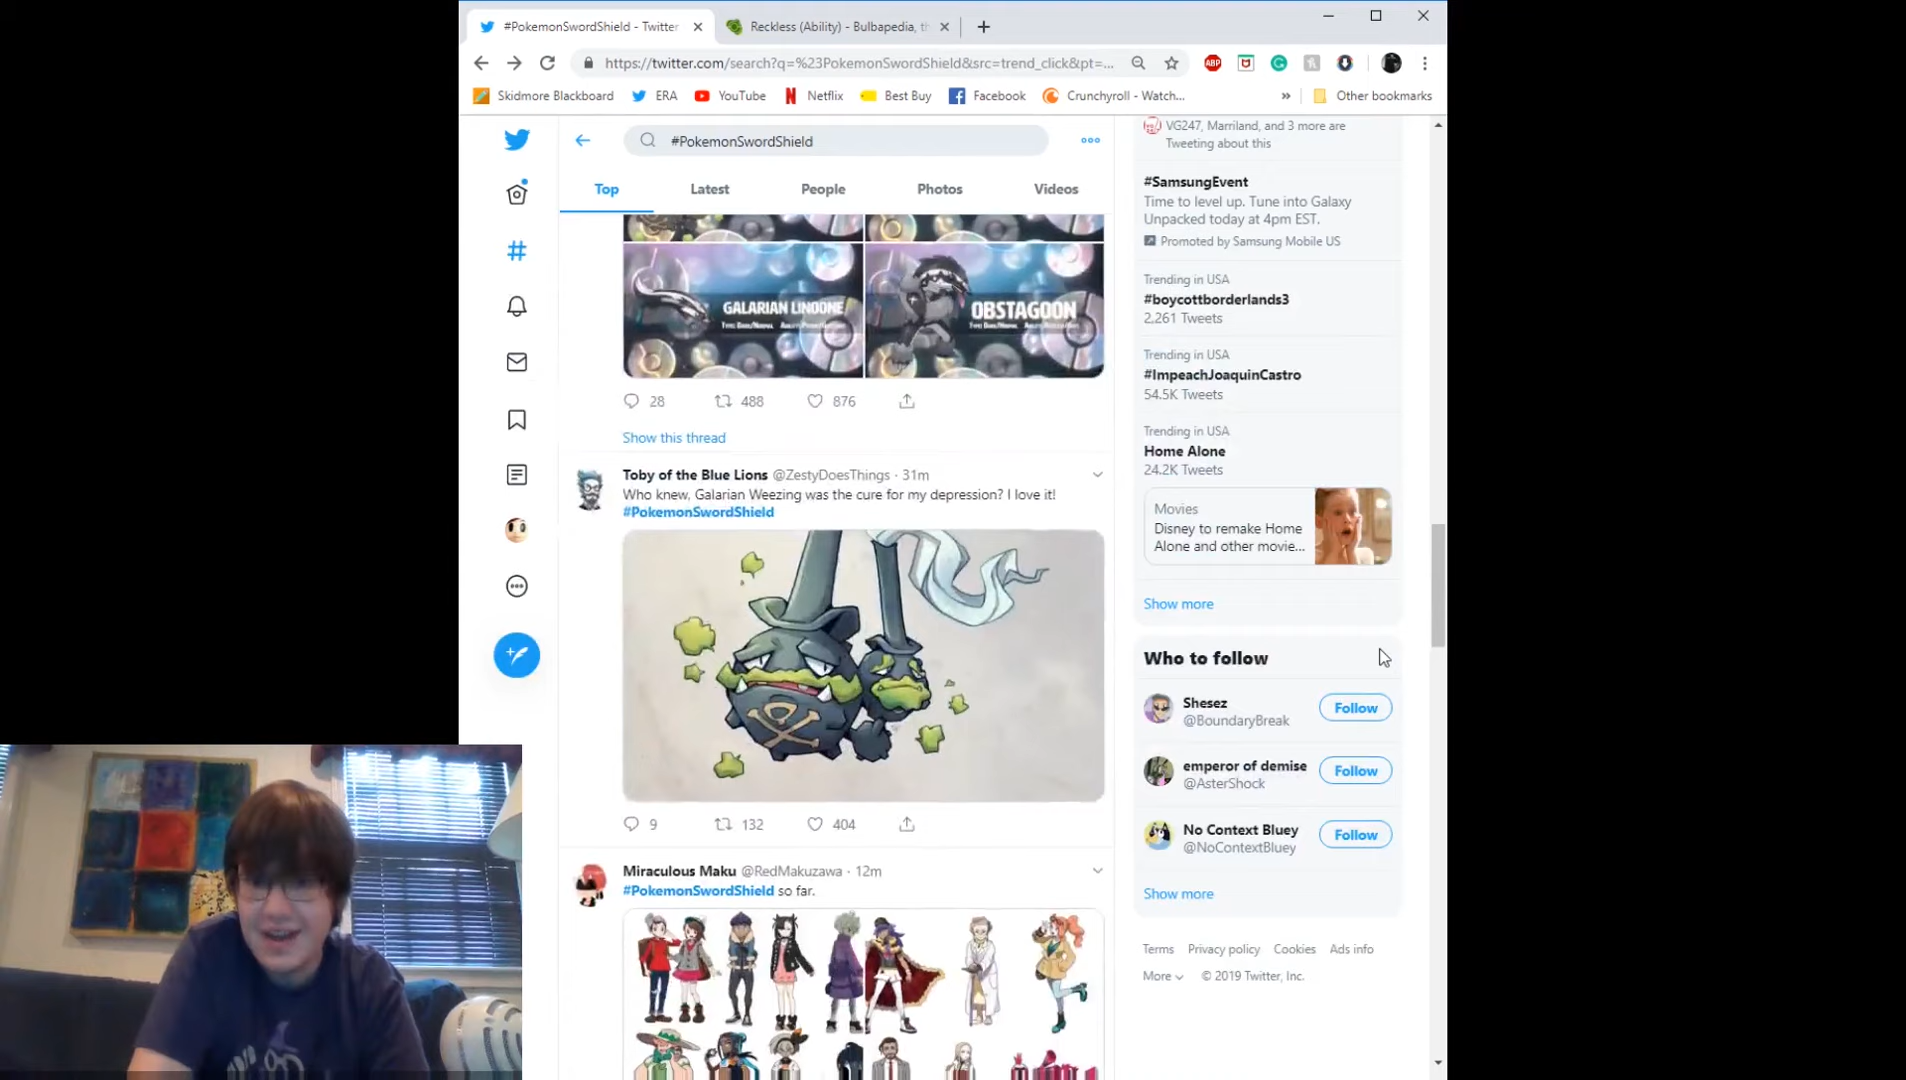 #PokemonSwordShield - Twitter
Reckless (Ability) - Bulbapedia, th
https://twitter.com/search?q=%23PokemonSwordShield&src=trend_click&pt=...
ABP
Skidmore Blackboard
ERA
YouTube
Netflix
Best Buy
Facebook
Crunchyroll - Watch...
»
Other bookmarks
#PokemonSwordShield
Top
Latest
People
Photos
Videos
GALARIAN LINOONE
OBSTAGOON
28
488
876
Show this thread
Toby of the Blue Lions @ZestyDoesThings · 31m
Who knew, Galarian Weezing was the cure for my depression? I love it!
#PokemonSwordShield
9
132
404
Miraculous Maku @RedMakuzawa · 12m
#PokemonSwordShield so far.
VG247, Marriland, and 3 more are
Tweeting about this
#SamsungEvent
Time to level up. Tune into Galaxy
Unpacked today at 4pm EST.
Promoted by Samsung Mobile US
Trending in USA
#boycottborderlands3
2,261 Tweets
Trending in USA
#ImpeachJoaquinCastro
54.5K Tweets
Trending in USA
Home Alone
24.2K Tweets
Movies
Disney to remake Home
Alone and other movie...
Show more
Who to follow
Shesez
@BoundaryBreak
Follow
emperor of demise
@AsterShock
Follow
No Context Bluey
@NoContextBluey
Follow
Show more
Terms Privacy policy Cookies Ads info
More © 2019 Twitter, Inc.